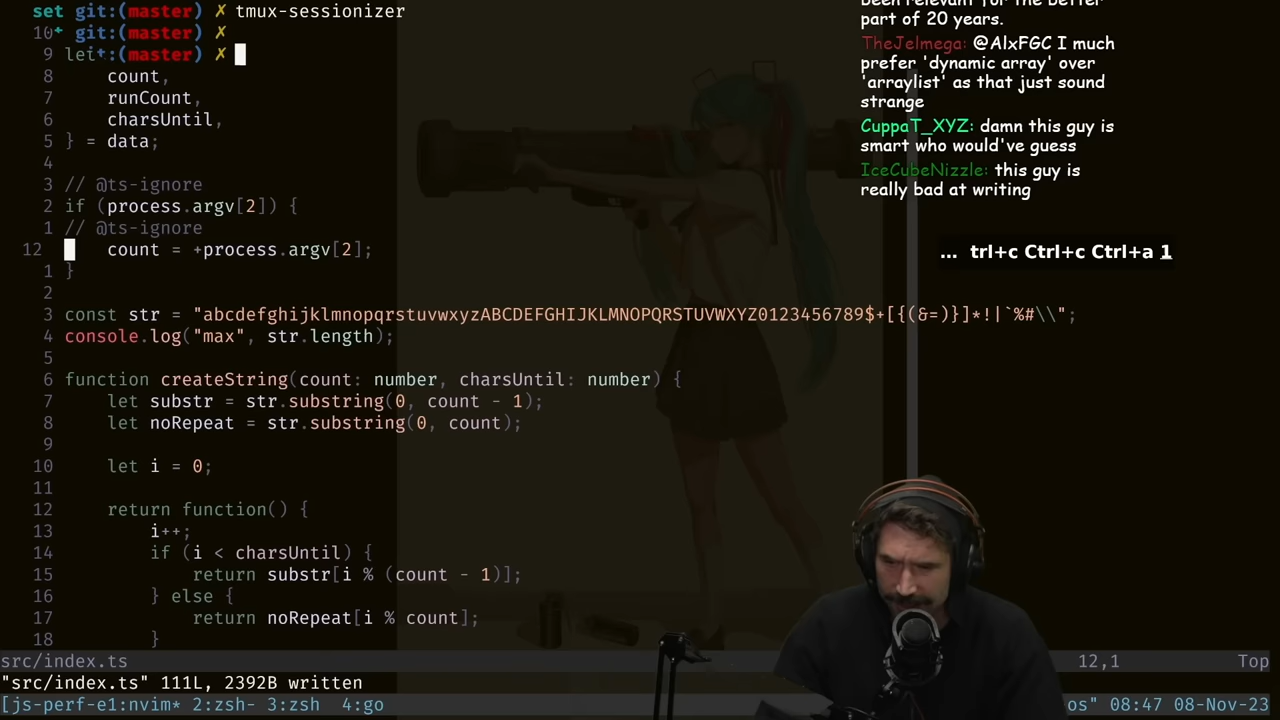 set git:(master) ✗ tmux-sessionizer
10 git:(master) ✗
9 let :(master) ✗
8 count,
7 runCount,
6 charsUntil,
5 } = data;
4
3 // @ts-ignore
2 if (process.argv[2]) {
1 // @ts-ignore
12 count = +process.argv[2];
1 }
2
3 const str = "abcdefghijklmnopqrstuvwxyzABCDEFGHIJKLMNOPQRSTUVWXYZ0123456789$+[{(&=)}]*!|`%#\\";
4 console.log("max", str.length);
5
6 function createString(count: number, charsUntil: number) {
7 let substr = str.substring(0, count - 1);
8 let noRepeat = str.substring(0, count);
9
10 let i = 0;
11
12 return function() {
13 i++;
14 if (i < charsUntil) {
15 return substr[i % (count - 1)];
16 } else {
17 return noRepeat[i % count];
18 }
src/index.ts 12,1 Top
"src/index.ts" 111L, 2392B written
[js-perf-e1:nvim* 2:zsh- 3:zsh 4:go os" 08:47 08-Nov-23
been relevant for the better
part of 20 years.
TheJelmega: @AlxFGC I much
prefer 'dynamic array' over
'arraylist' as that just sound
strange
CuppaT_XYZ: damn this guy is
smart who would've guess
IceCubeNizzle: this guy is
really bad at writing
... trl+c Ctrl+c Ctrl+a 1